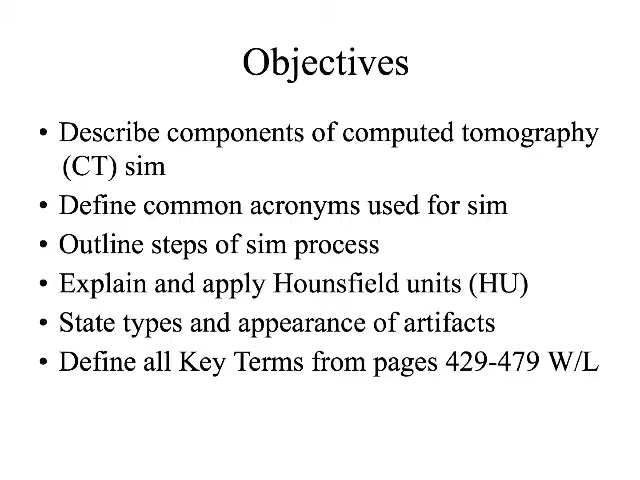 Objectives
• Describe components of computed tomography
(CT) sim
• Define common acronyms used for sim
• Outline steps of sim process
• Explain and apply Hounsfield units (HU)
• State types and appearance of artifacts
• Define all Key Terms from pages 429-479 W/L